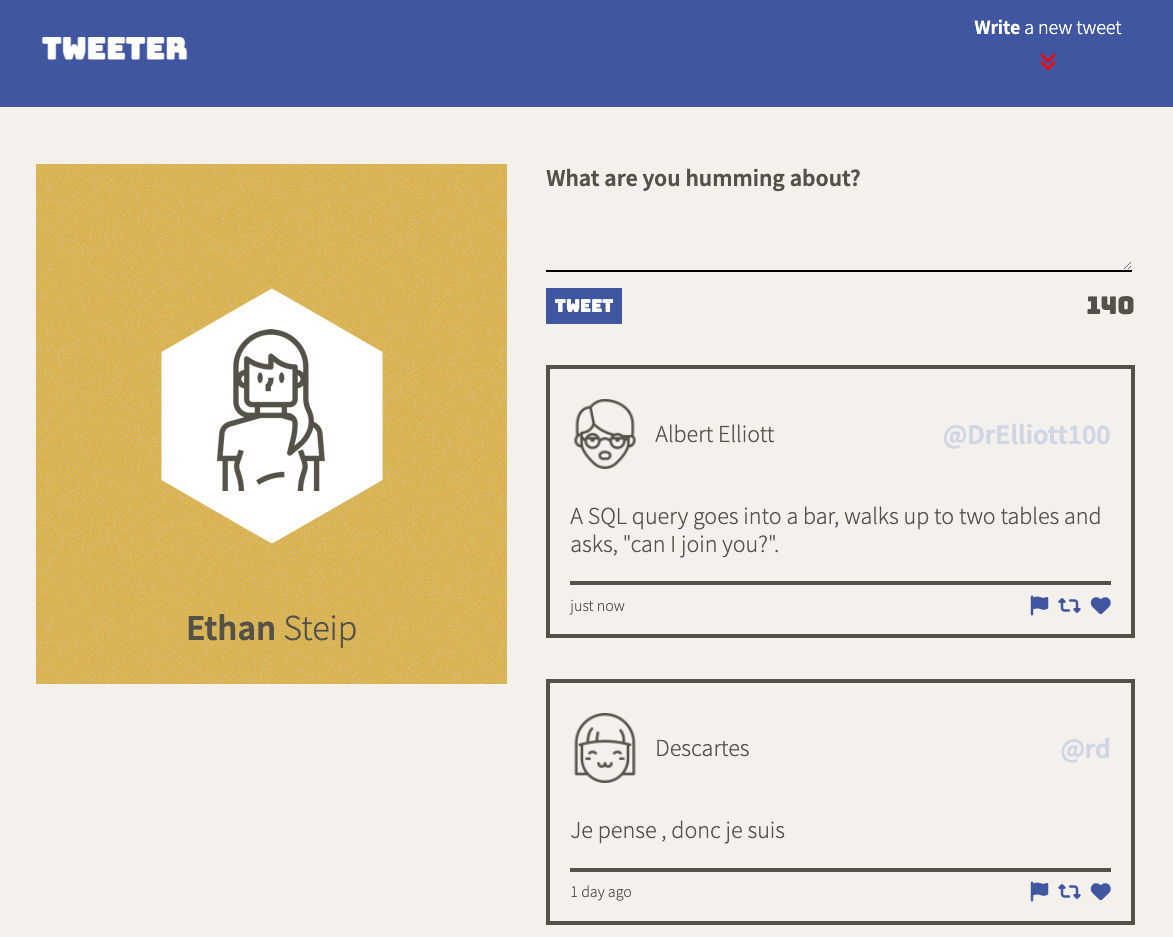 TWEETER
Write a new tweet
Ethan Steip
What are you humming about?
TWEET
140
Albert Elliott
@DrElliott100
A SQL query goes into a bar, walks up to two tables and
asks, "can I join you?".
just now
Descartes
@rd
Je pense , donc je suis
1 day ago